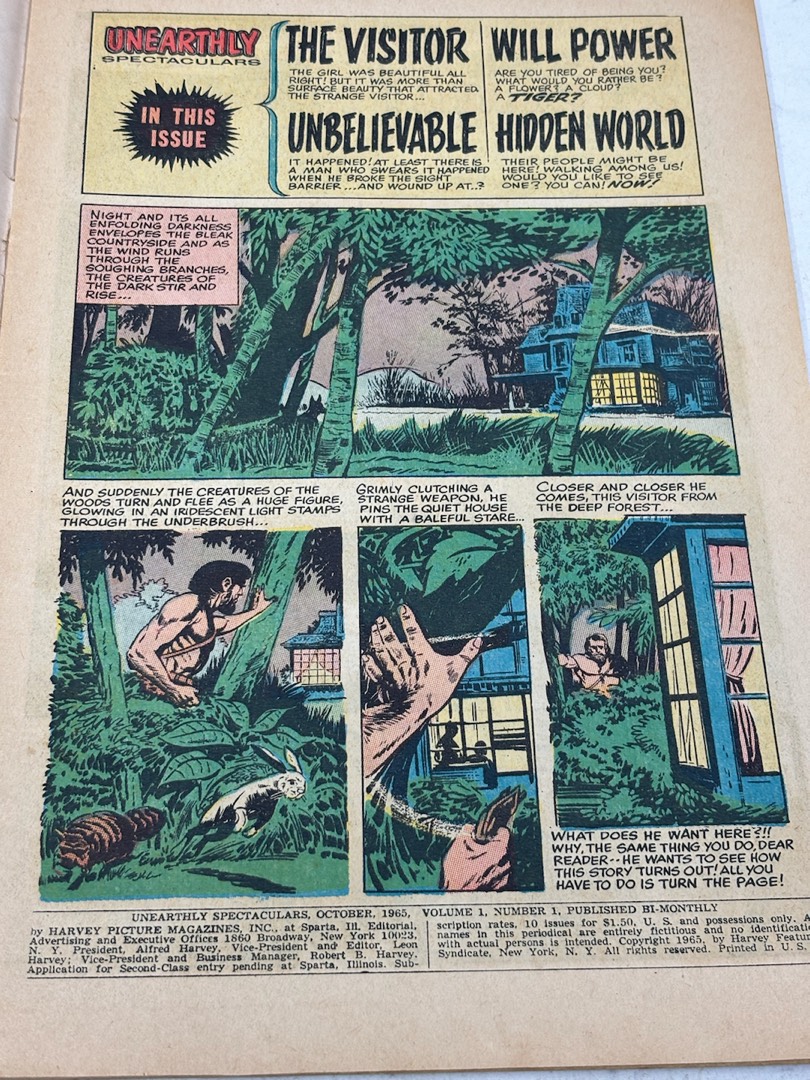 UNEARTHLY
SPECTACULARS
IN THIS
ISSUE
THE VISITOR
THE GIRL WAS BEAUTIFUL ALL
RIGHT! BUT IT WAS MORE THAN
SURFACE BEAUTY THAT ATTRACTED
THE STRANGE VISITOR...
WILL POWER
ARE YOU TIRED OF BEING YOU?
WHAT WOULD YOU RATHER BE?
A FLOWER? A CLOUD?
A TIGER?
UNBELIEVABLE
IT HAPPENED! AT LEAST THERE IS
A MAN WHO SWEARS IT HAPPENED
WHEN HE BROKE THE SIGHT
BARRIER...AND WOUND UP AT..?
HIDDEN WORLD
THEIR PEOPLE MIGHT BE
HERE! WALKING AMONG US!
WOULD YOU LIKE TO SEE
ONE? YOU CAN! NOW!
NIGHT AND ITS ALL
ENFOLDING DARKNESS
ENVELOPES THE BLEAK
COUNTRYSIDE AND AS
THE WIND RUNS
THROUGH THE
SOUGHING BRANCHES,
THE CREATURES OF
THE DARK STIR AND
RISE...
AND SUDDENLY THE CREATURES OF THE
WOODS TURN AND FLEE AS A HUGE FIGURE,
GLOWING IN AN IRIDESCENT LIGHT STAMPS
THROUGH THE UNDERBRUSH...
GRIMLY CLUTCHING A
STRANGE WEAPON, HE
PINS THE QUIET HOUSE
WITH A BALEFUL STARE...
CLOSER AND CLOSER HE
COMES, THIS VISITOR FROM
THE DEEP FOREST...
WHAT DOES HE WANT HERE?!!
WHY, THE SAME THING YOU DO, DEAR
READER--HE WANTS TO SEE HOW
THIS STORY TURNS OUT! ALL YOU
HAVE TO DO IS TURN THE PAGE!
UNEARTHLY SPECTACULARS, OCTOBER, 1965, VOLUME 1, NUMBER 1, PUBLISHED BI-MONTHLY
by HARVEY PICTURE MAGAZINES, INC., at Sparta, Ill. Editorial,
Advertising and Executive Offices 1860 Broadway, New York 10023,
N. Y. President, Alfred Harvey, Vice-President and Editor, Leon
Harvey; Vice-President and Business Manager, Robert B. Harvey.
Application for Second-Class entry pending at Sparta, Illinois. Sub-
scription rates, 10 issues for $1.50, U. S. and possessions only. A
names in this periodical are entirely fictitious and no identificatio
with actual persons is intended. Copyright 1965, by Harvey Featur
Syndicate, New York, N. Y. All rights reserved. Printed in U. S.